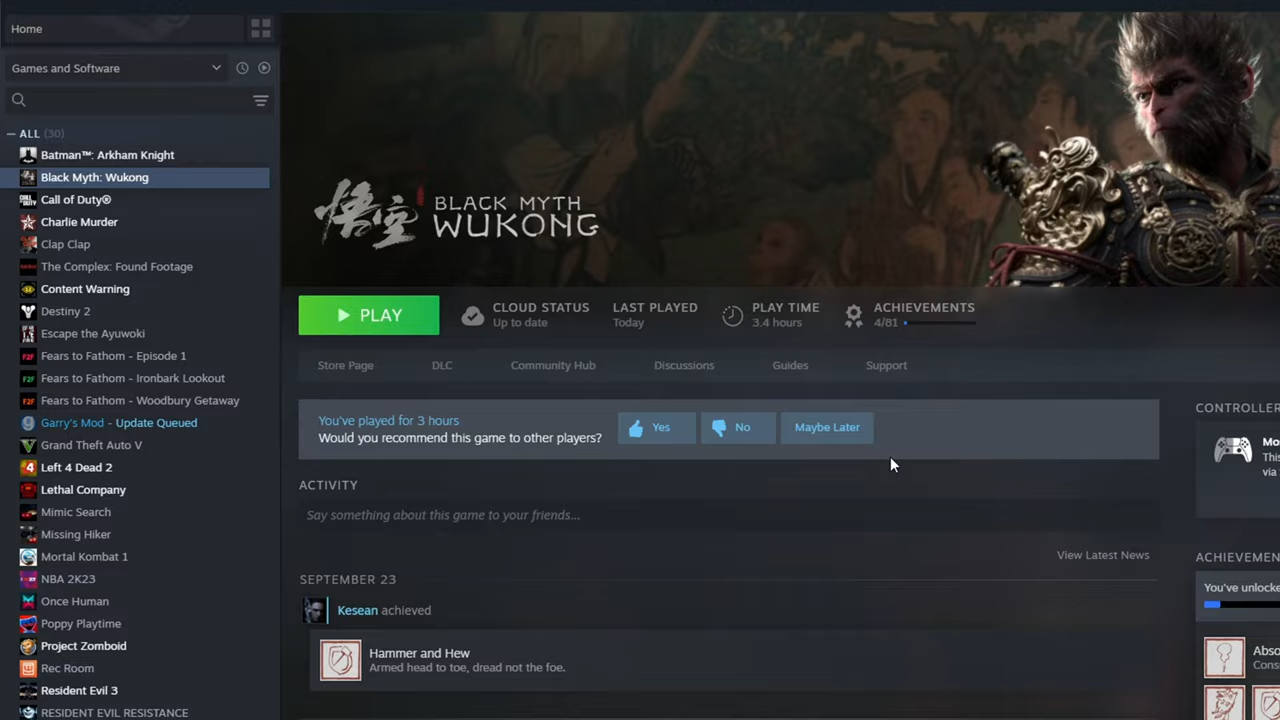 Home
Games and Software
ALL (30)
Batman™: Arkham Knight
Black Myth: Wukong
Call of Duty®
Charlie Murder
Clap Clap
The Complex: Found Footage
Content Warning
Destiny 2
Escape the Ayuwoki
Fears to Fathom - Episode 1
Fears to Fathom - Ironbark Lookout
Fears to Fathom - Woodbury Getaway
Garry's Mod - Update Queued
Grand Theft Auto V
Left 4 Dead 2
Lethal Company
Mimic Search
Missing Hiker
Mortal Kombat 1
NBA 2K23
Once Human
Poppy Playtime
Project Zomboid
Rec Room
Resident Evil 3
RESIDENT EVIL RESISTANCE
悟空
BLACK MYTH
WUKONG
PLAY
CLOUD STATUS
Up to date
LAST PLAYED
Today
PLAY TIME
3.4 hours
ACHIEVEMENTS
4/81
Store Page
DLC
Community Hub
Discussions
Guides
Support
You've played for 3 hours
Would you recommend this game to other players?
Yes
No
Maybe Later
ACTIVITY
Say something about this game to your friends...
View Latest News
SEPTEMBER 23
Kesean achieved
Hammer and Hew
Armed head to toe, dread not the foe.
CONTROLLER
Mo
This
via
ACHIEVEMEN
You've unlocke
Abso
Cons